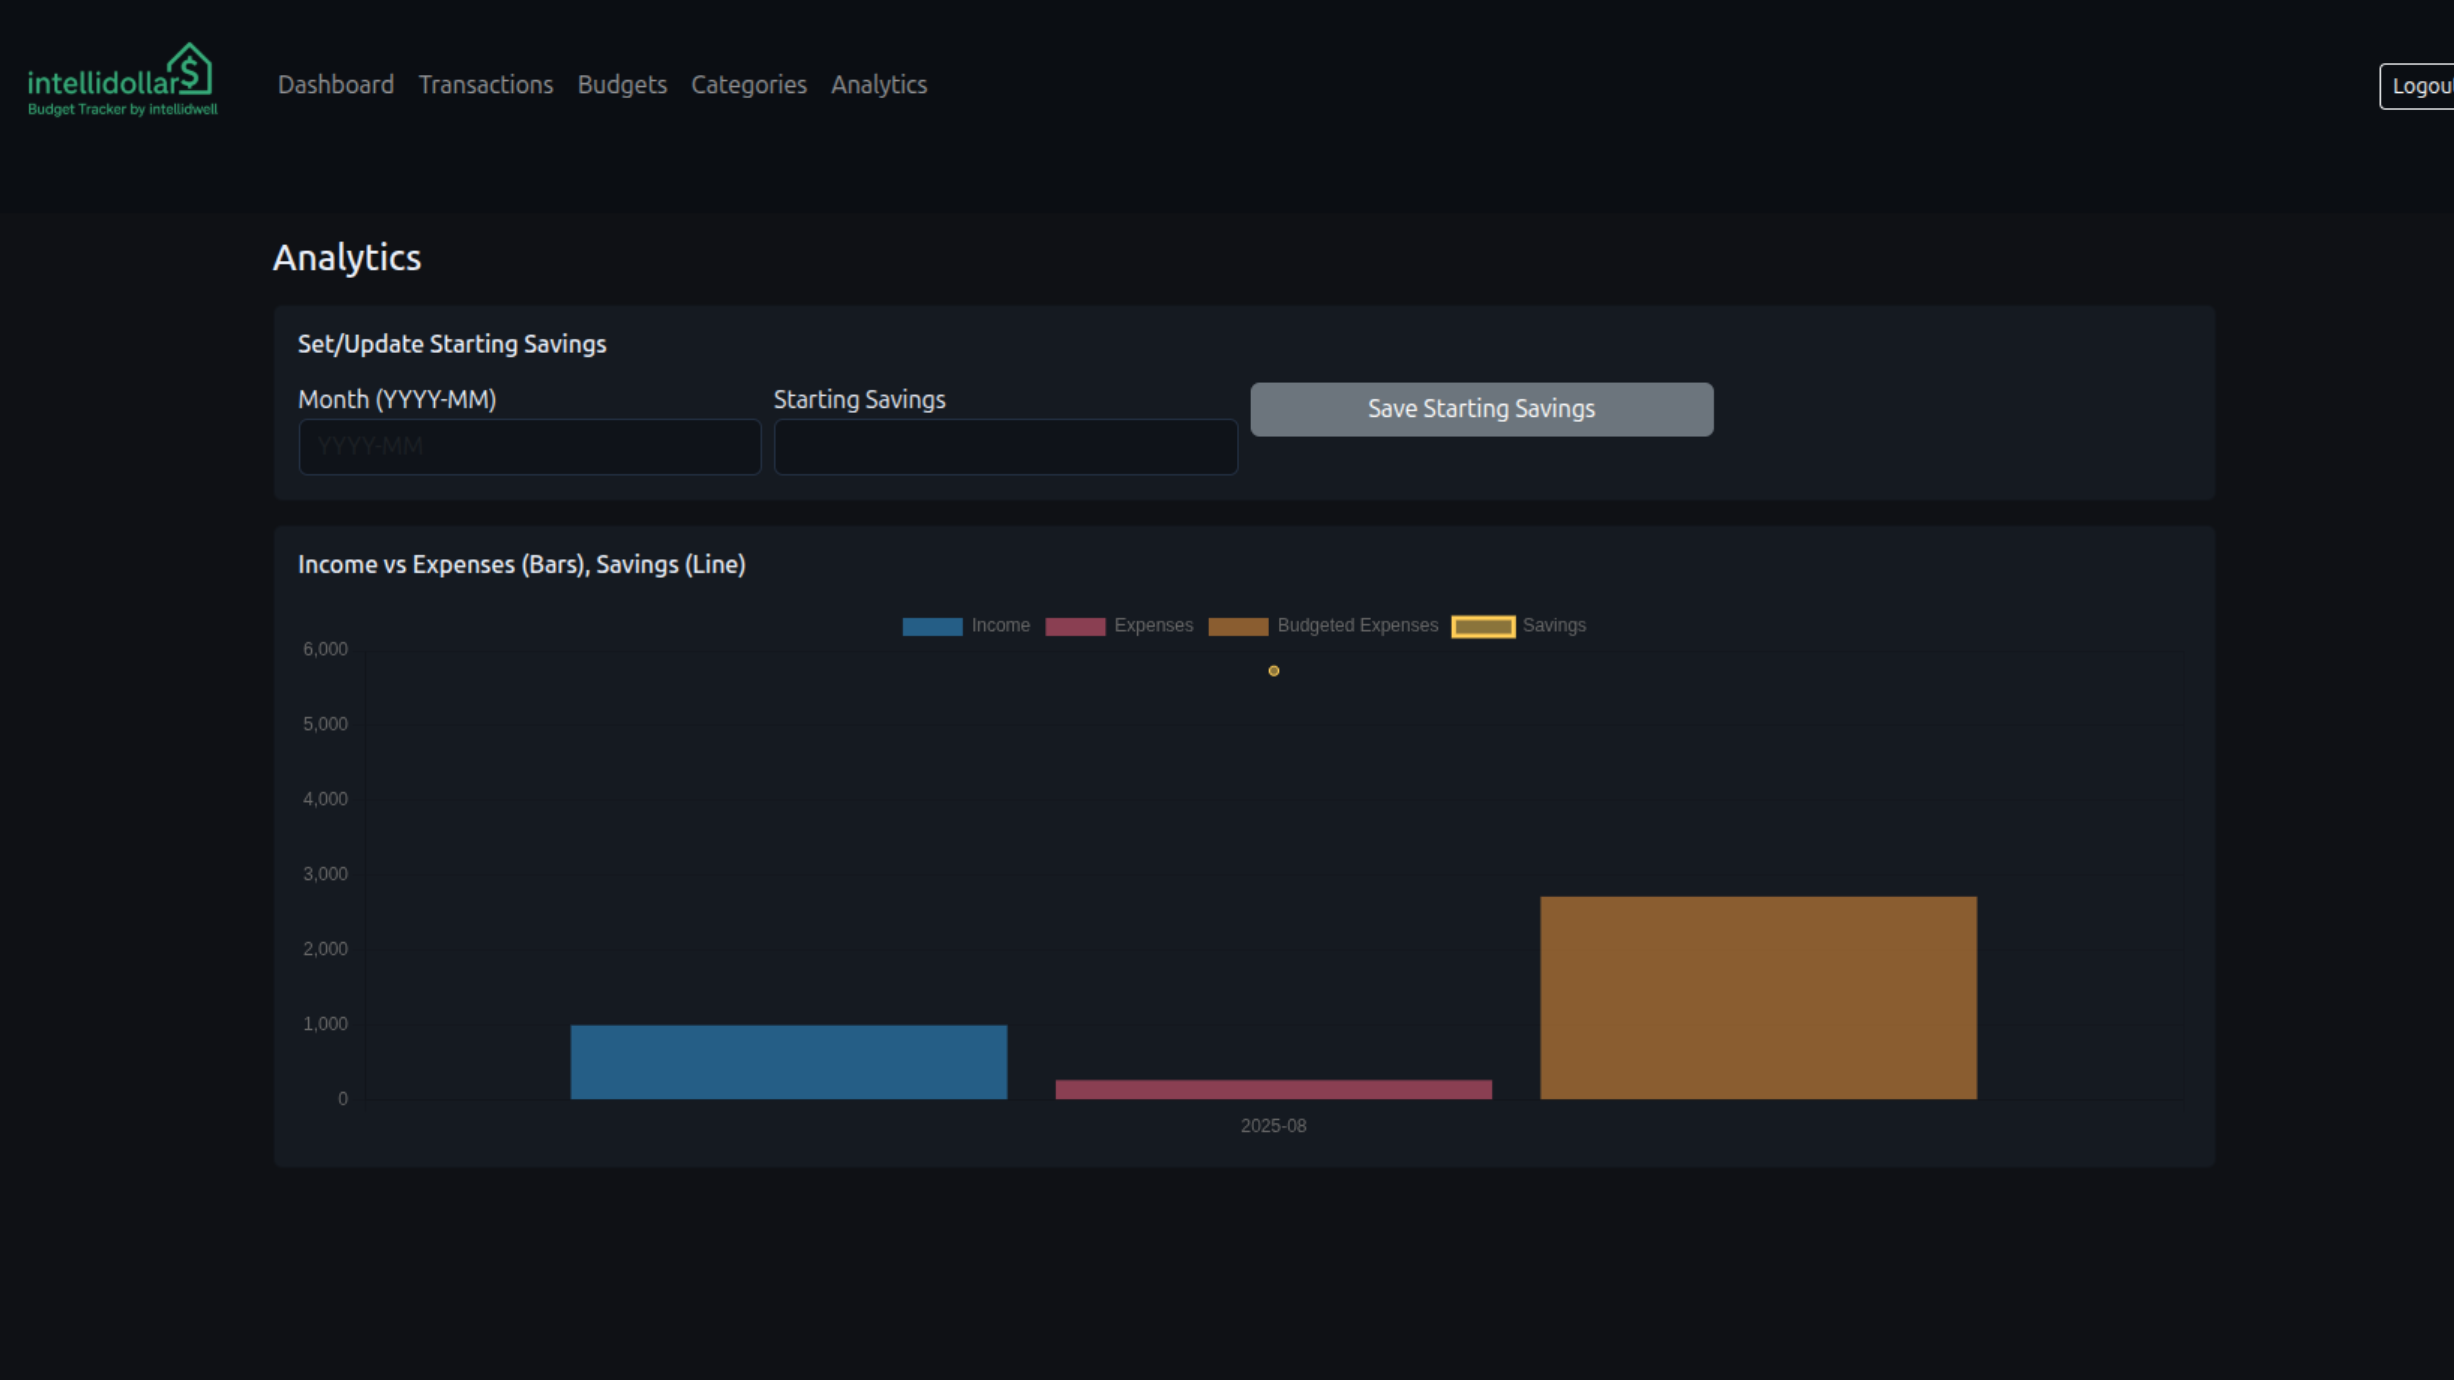 intellidollar$
Budget Tracker by intellidwell
Dashboard Transactions Budgets Categories Analytics
Logou
Analytics
Set/Update Starting Savings
Month (YYYY-MM)
Starting Savings
Save Starting Savings
YYYY-MM
Income vs Expenses (Bars), Savings (Line)
Income Expenses Budgeted Expenses Savings
6,000
5,000
4,000
3,000
2,000
1,000
0
2025-08